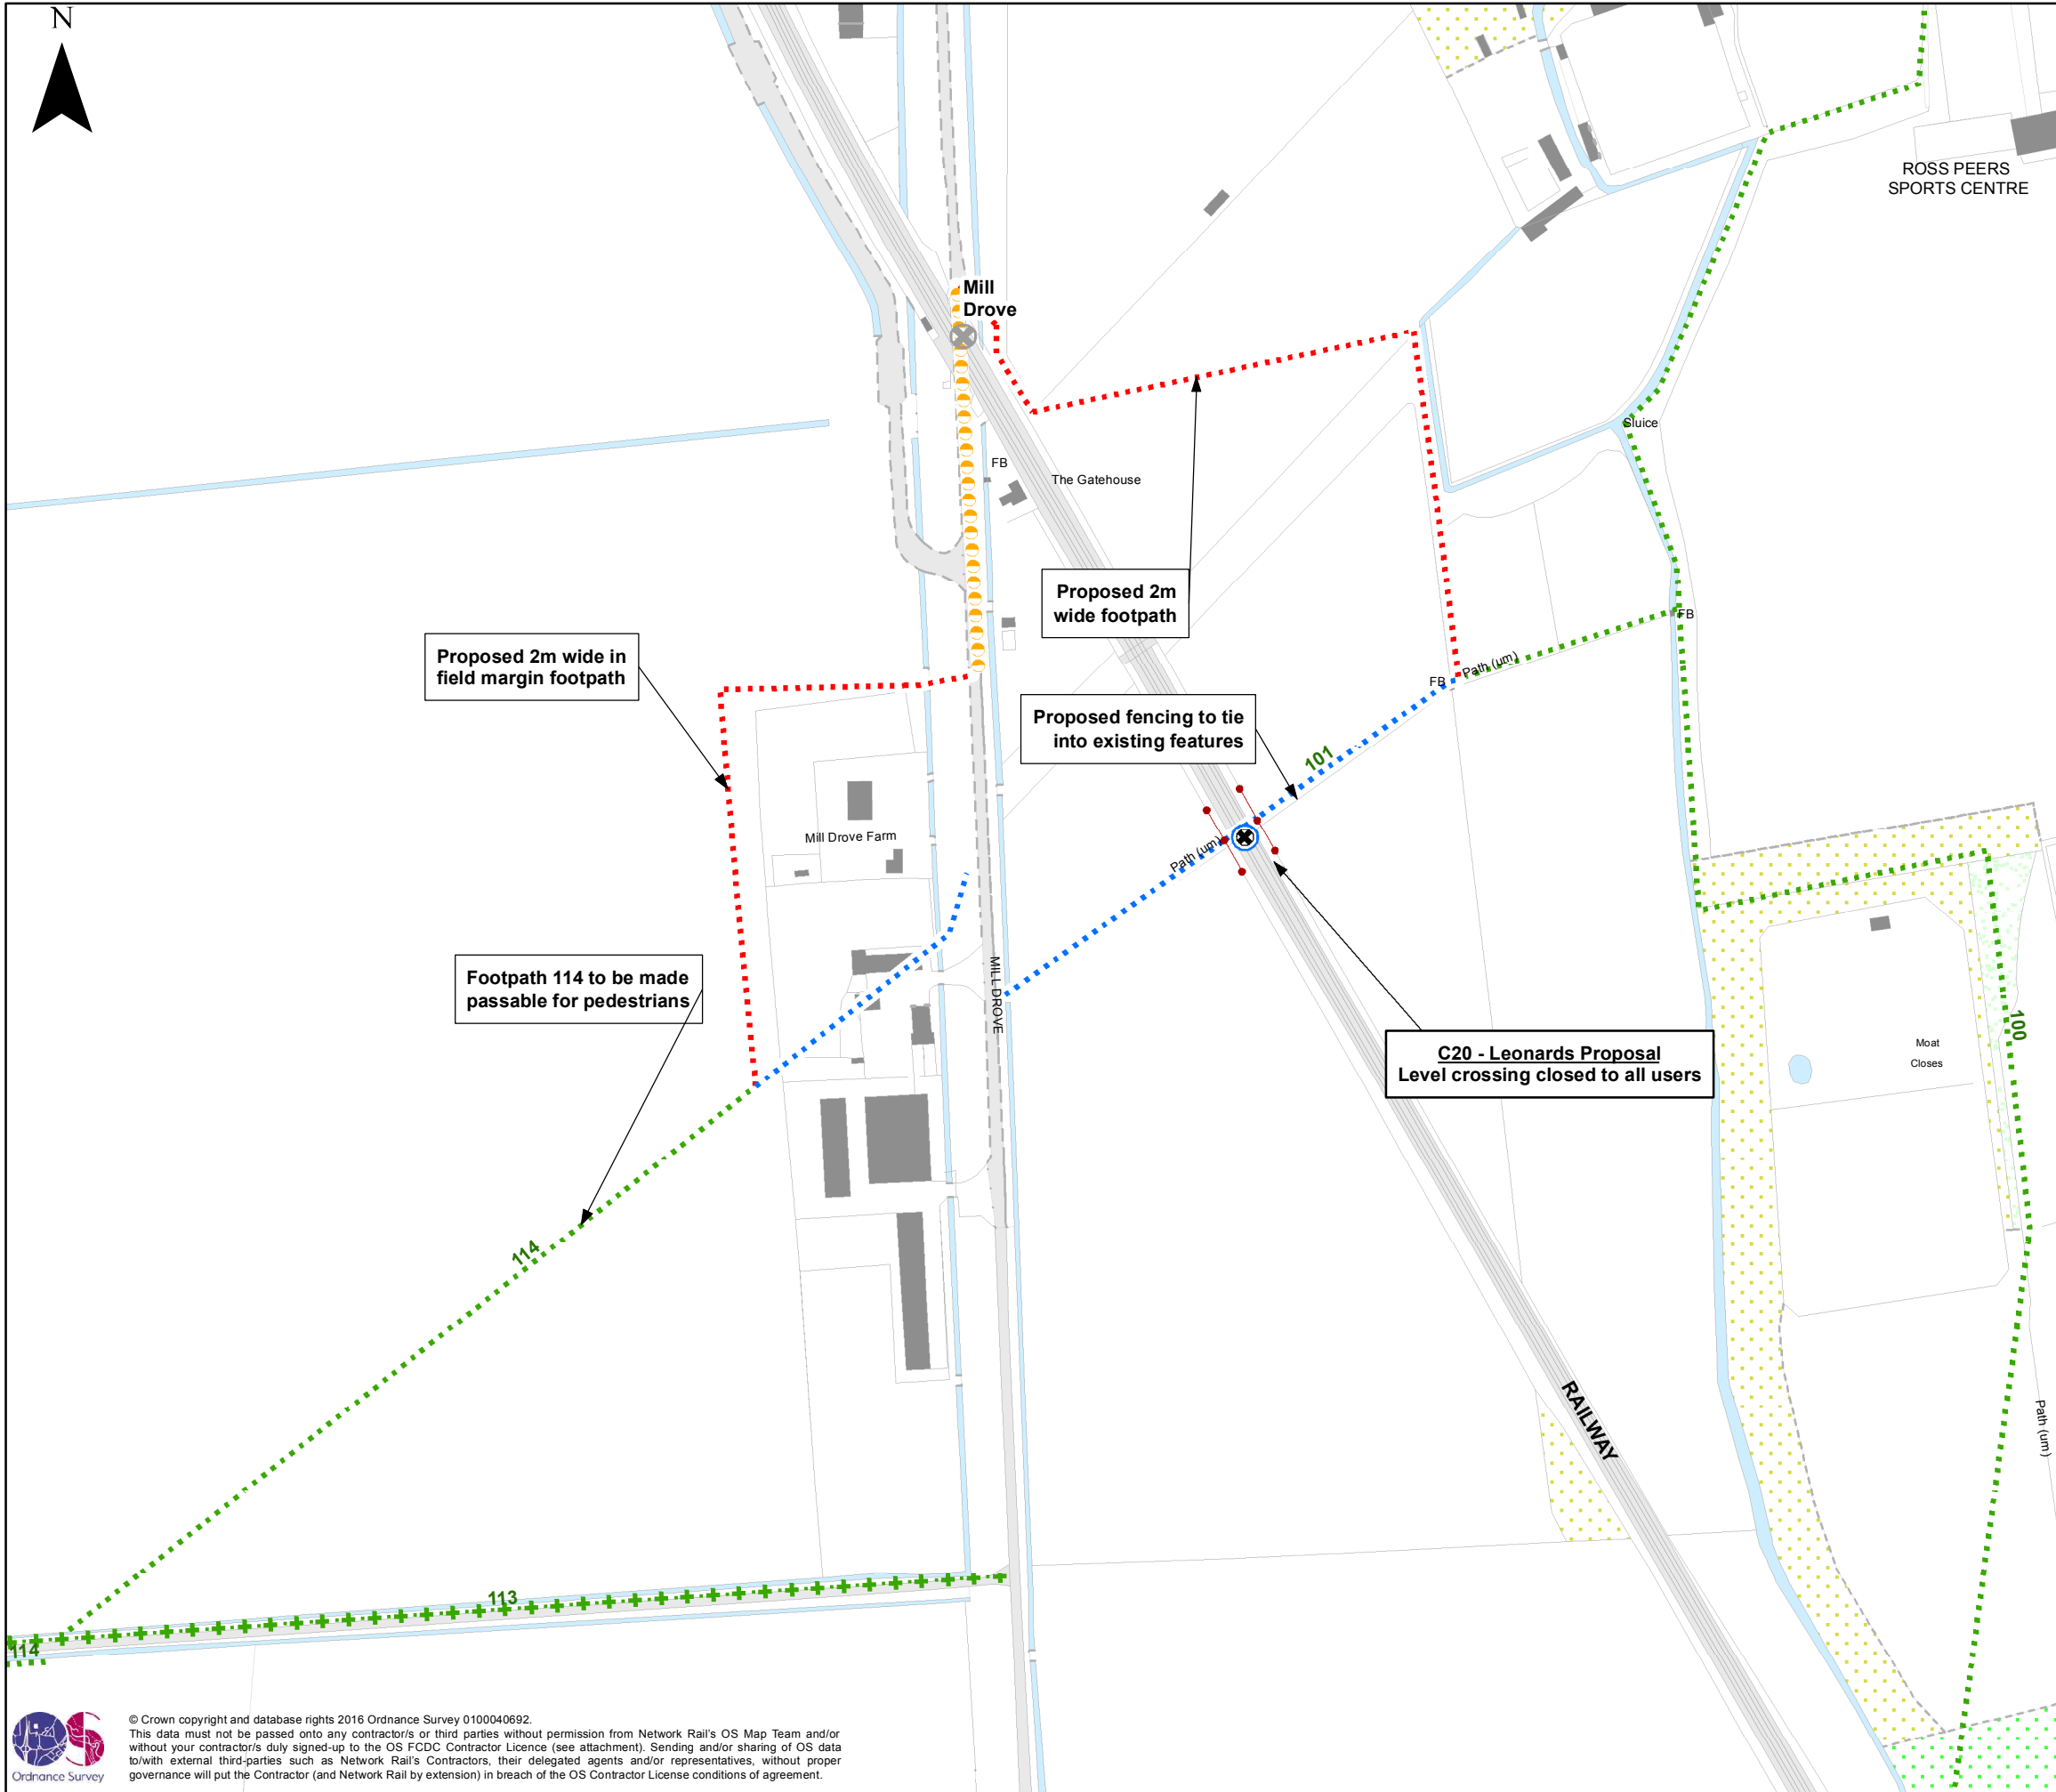 N
ROSS PEERS
SPORTS CENTRE
Mill
Drove
Sluice
FB
The Gatehouse
Proposed 2m
wide footpath
FB
Proposed 2m wide in
field margin footpath
Path (um)
FB
Proposed fencing to tie
into existing features
101
Mill Drove Farm
Path (um)
Footpath 114 to be made
passable for pedestrians
MILL DROVE
C20 - Leonards Proposal
Level crossing closed to all users
100
Moat
Closes
114
RAILWAY
Path (um)
113
114
Ordnance Survey
© Crown copyright and database rights 2016 Ordnance Survey 0100040692.
This data must not be passed onto any contractor/s or third parties without permission from Network Rail's OS Map Team and/or
without your contractor/s duly signed-up to the OS FCDC Contractor Licence (see attachment). Sending and/or sharing of OS data
to/with external third-parties such as Network Rail's Contractors, their delegated agents and/or representatives, without proper
governance will put the Contractor (and Network Rail by extension) in breach of the OS Contractor License conditions of agreement.